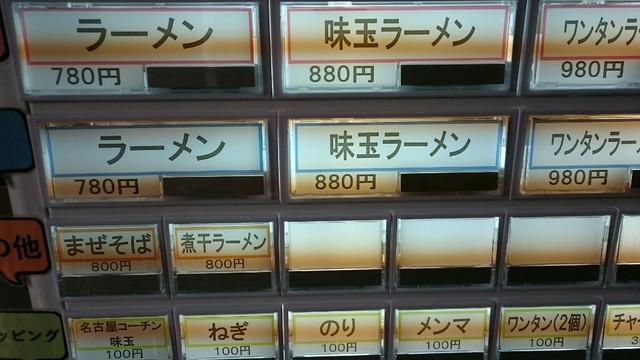 ラーメン
780円
味玉ラーメン
880円
ワンタンラ
980円
ラーメン
780円
味玉ラーメン
880円
ワンタンラー
980円
の他
まぜそば
800円
煮干ラーメン
800円
ッピング
名古屋コーチン
味玉
100円
ねぎ
100円
のり
100円
メンマ
100円
ワンタン(2個)
100円
チャー
3